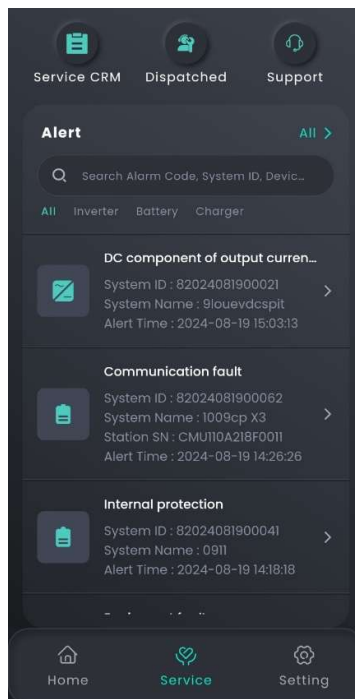 Service CRM
Dispatched
Support
Alert
All >
Search Alarm Code, System ID, Devic...
All Inverter Battery Charger
DC component of output curren...
System ID : 82024081900021
System Name : 9louevdcspit
Alert Time : 2024-08-19 15:03:13
Communication fault
System ID : 82024081900062
System Name : 1009cp X3
Station SN : CMU110A218F0011
Alert Time : 2024-08-19 14:26:26
Internal protection
System ID : 82024081900041
System Name : 0911
Alert Time : 2024-08-19 14:18:18
Home
Service
Setting